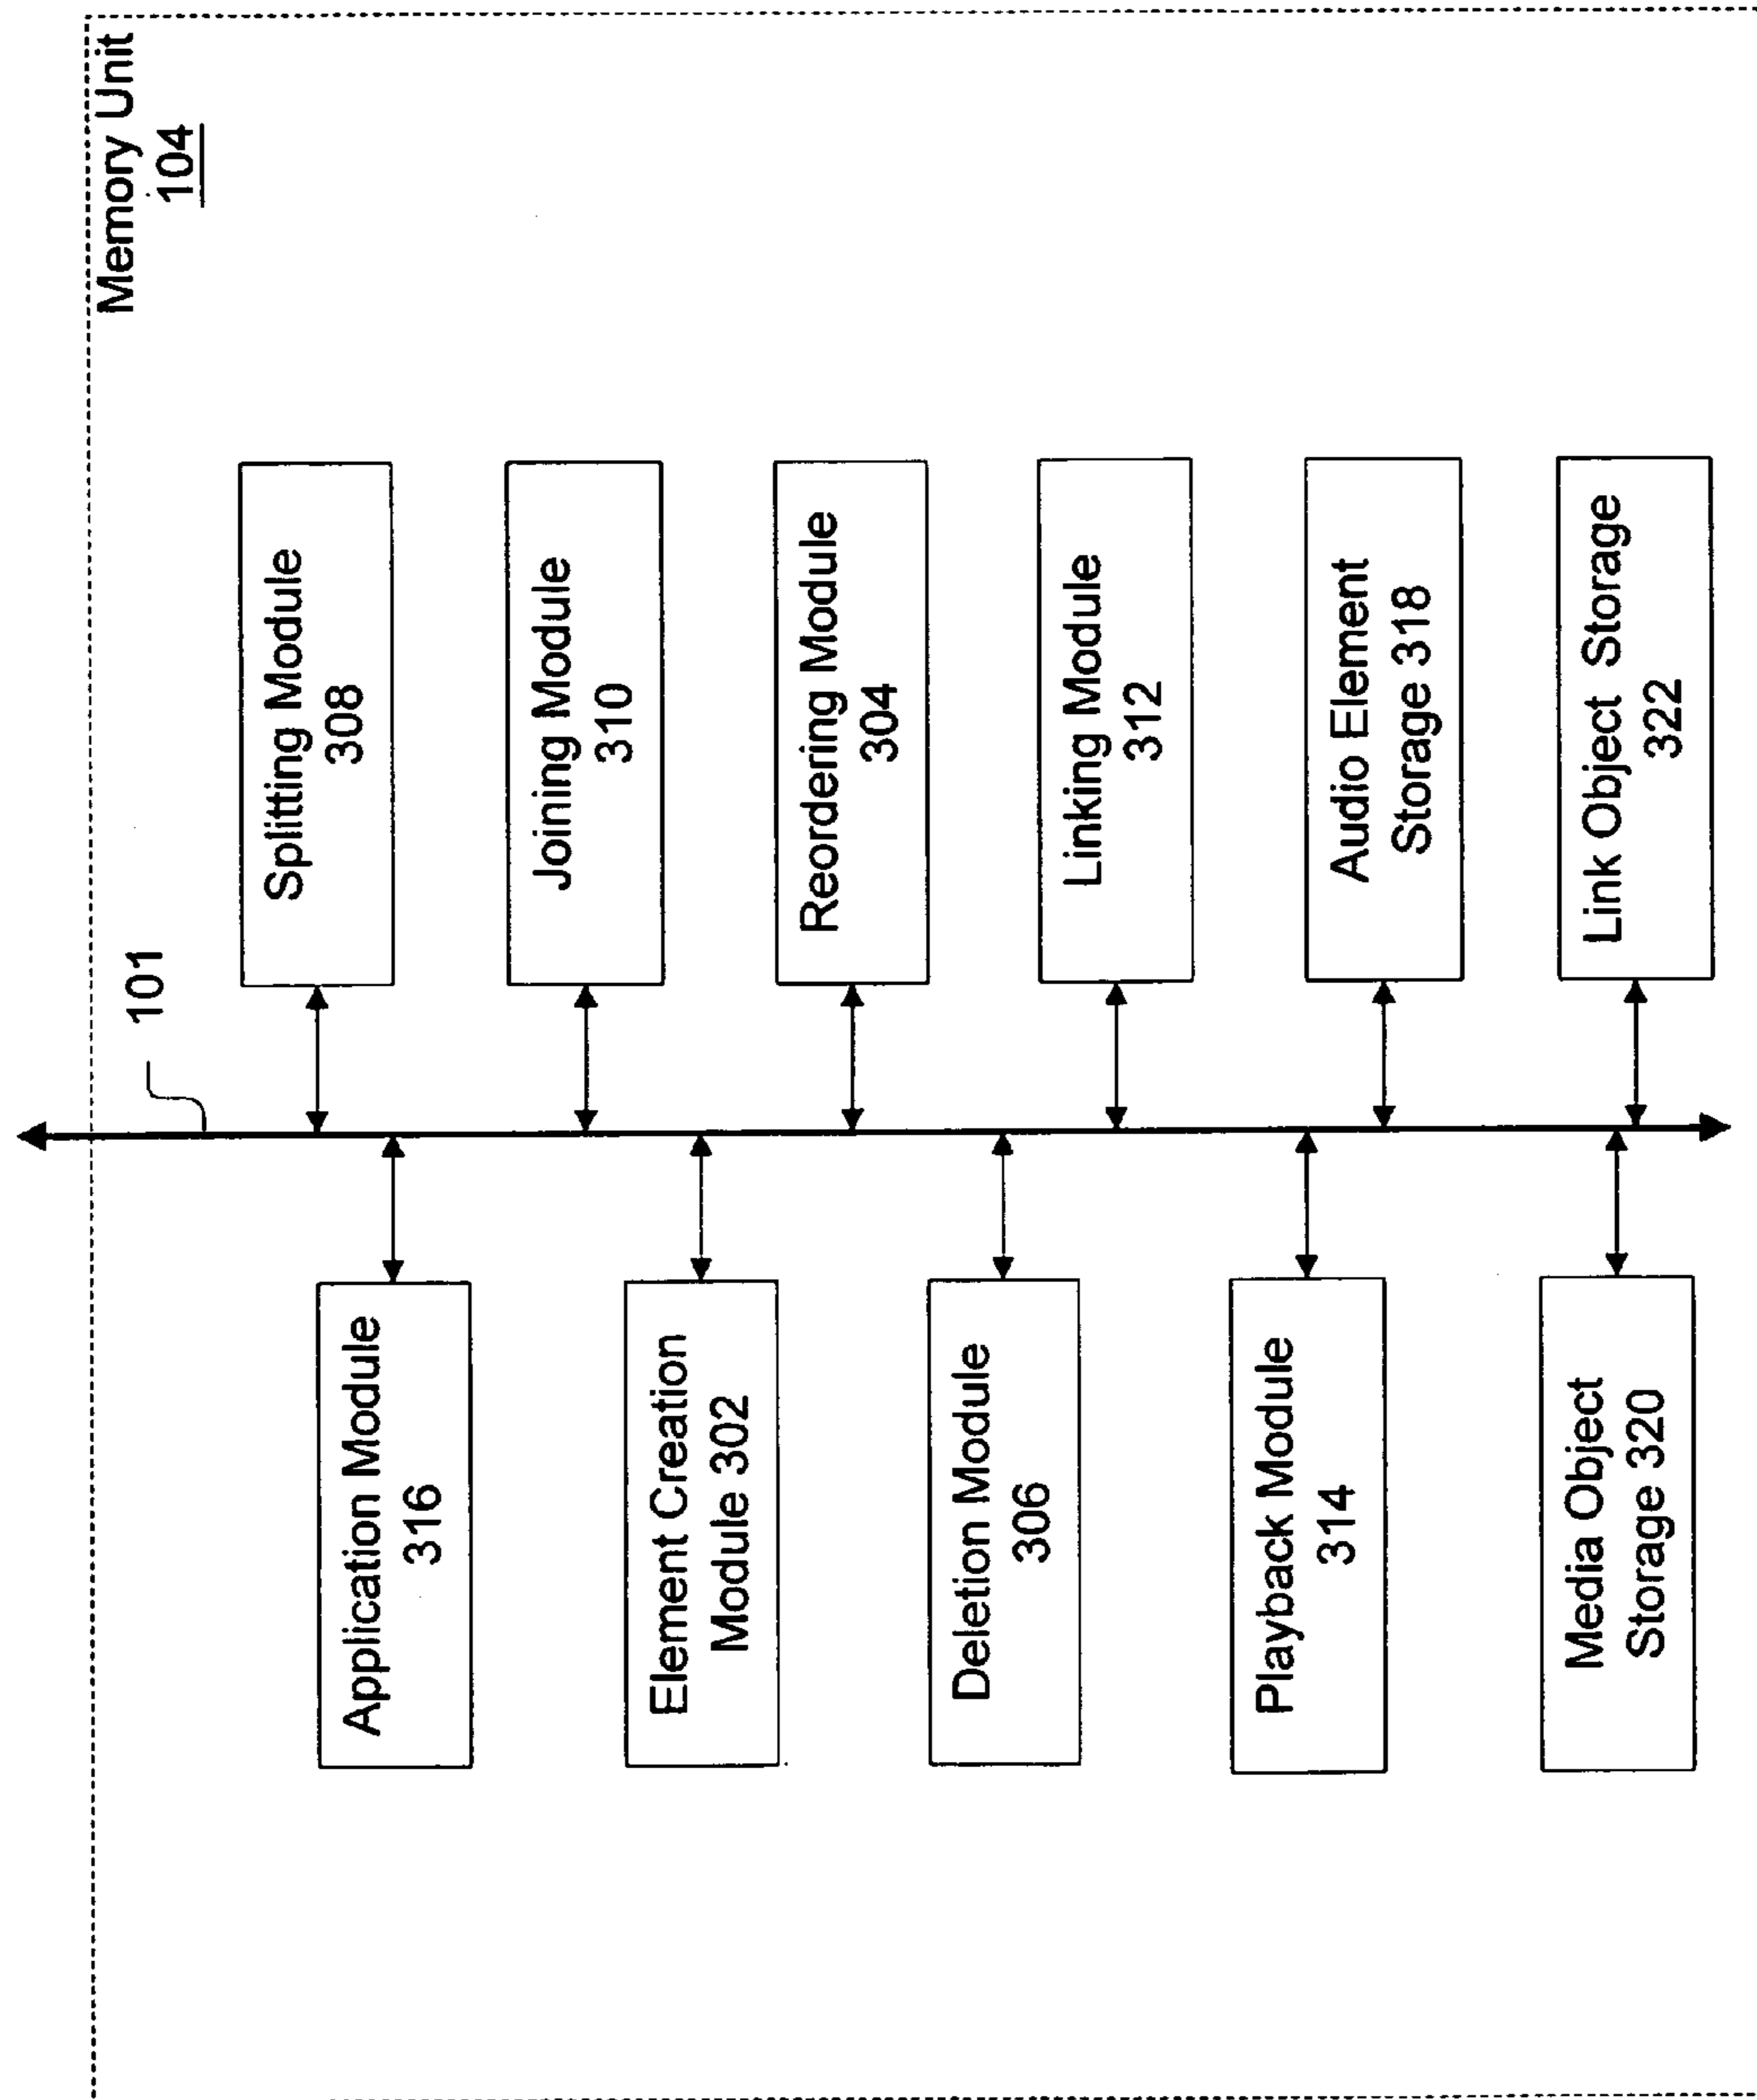 Memory Unit
104
101
Application Module
316
Element Creation
Module 302
Deletion Module
306
Playback Module
314
Media Object
Storage 320
Splitting Module
308
Joining Module
310
Reordering Module
304
Linking Module
312
Audio Element
Storage 318
Link Object Storage
322